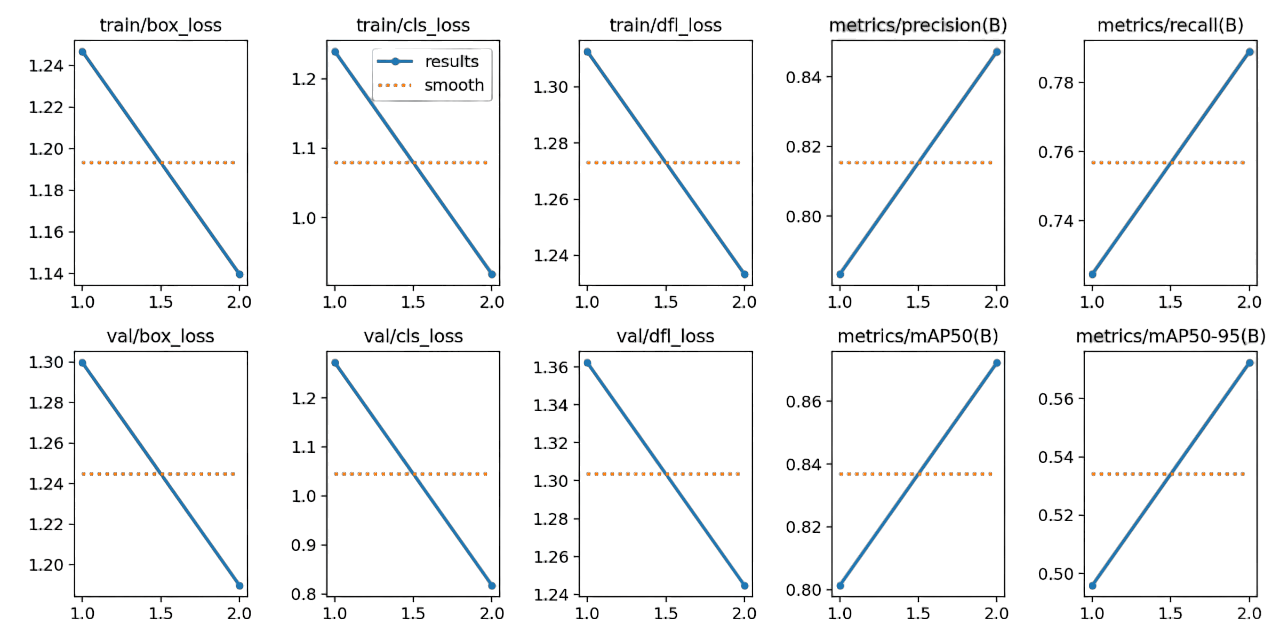 train/box_loss
train/cls_loss
train/dfl_loss
metrics/precision(B)
metrics/recall(B)
1.24
1.22
1.20
1.18
1.16
1.14
1.0 1.5 2.0
1.2
1.1
1.0
results
smooth
1.0 1.5 2.0
1.30
1.28
1.26
1.24
1.0 1.5 2.0
0.84
0.82
0.80
1.0 1.5 2.0
0.78
0.76
0.74
1.0 1.5 2.0
val/box_loss
val/cls_loss
val/dfl_loss
metrics/mAP50(B)
metrics/mAP50-95(B)
1.30
1.28
1.26
1.24
1.22
1.20
1.0 1.5 2.0
1.2
1.1
1.0
0.9
0.8
1.0 1.5 2.0
1.36
1.34
1.32
1.30
1.28
1.26
1.24
1.0 1.5 2.0
0.86
0.84
0.82
0.80
1.0 1.5 2.0
0.56
0.54
0.52
0.50
1.0 1.5 2.0